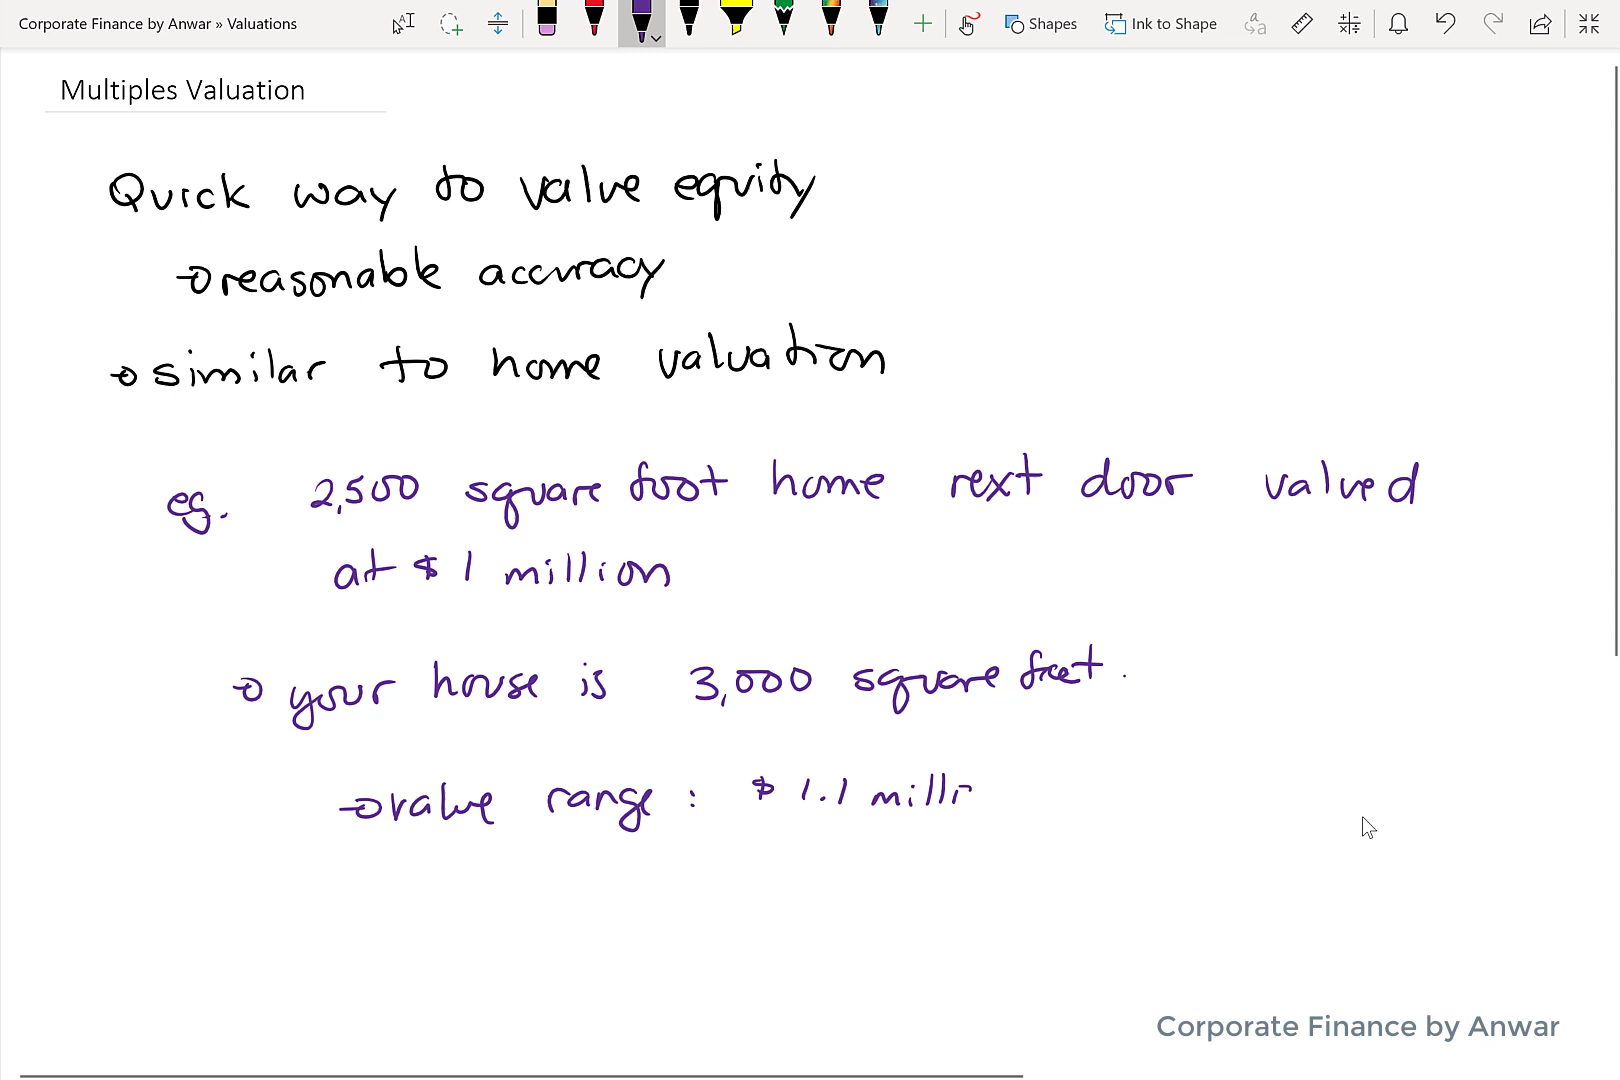 Corporate Finance by Anwar » Valuations
Shapes
Ink to Shape
Multiples Valuation
Quick way to value equity
reasonable accuracy
similar to home valuation
eg. 2,500 square foot home next door valued
at $ 1 million
your house is 3,000 square feet.
value range : $ 1.1 milli
Corporate Finance by Anwar